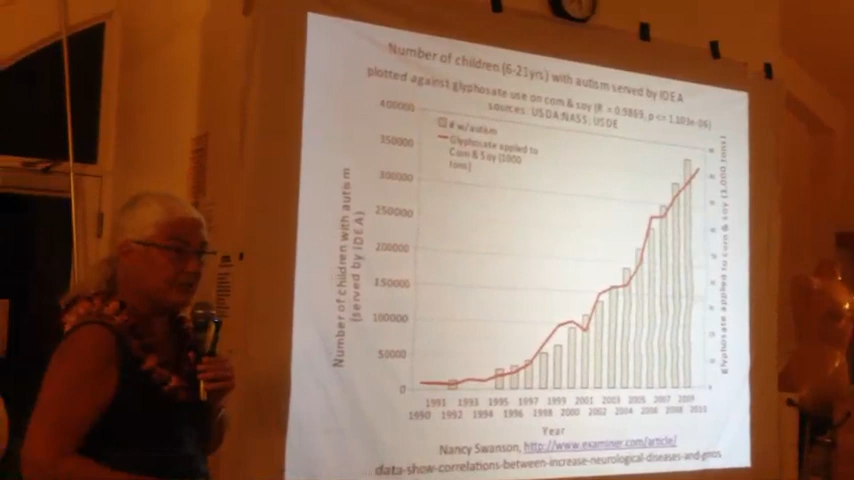 Number of children (6-21yrs) with autism served by IDEA
plotted against glyphosate use on corn & soy (R = 0.9893, p <= 1.103e-06)
sources: USDA:NASS; USDE
# w/ autism
Glyphosate applied to
Corn & Soy (1000
tons)
400000
350000
300000
250000
200000
150000
100000
50000
0
Number of children with autism
(served by IDEA)
glyphosate applied to corn & soy (1,000 tons)
1991 1993 1995 1997 1999 2001 2003 2005 2007 2009
1990 1992 1994 1996 1998 2000 2002 2004 2006 2008 2010
Year
Nancy Swanson, http://www.examiner.com/article/
data-show-correlations-between-increase-neurological-diseases-and-gmos